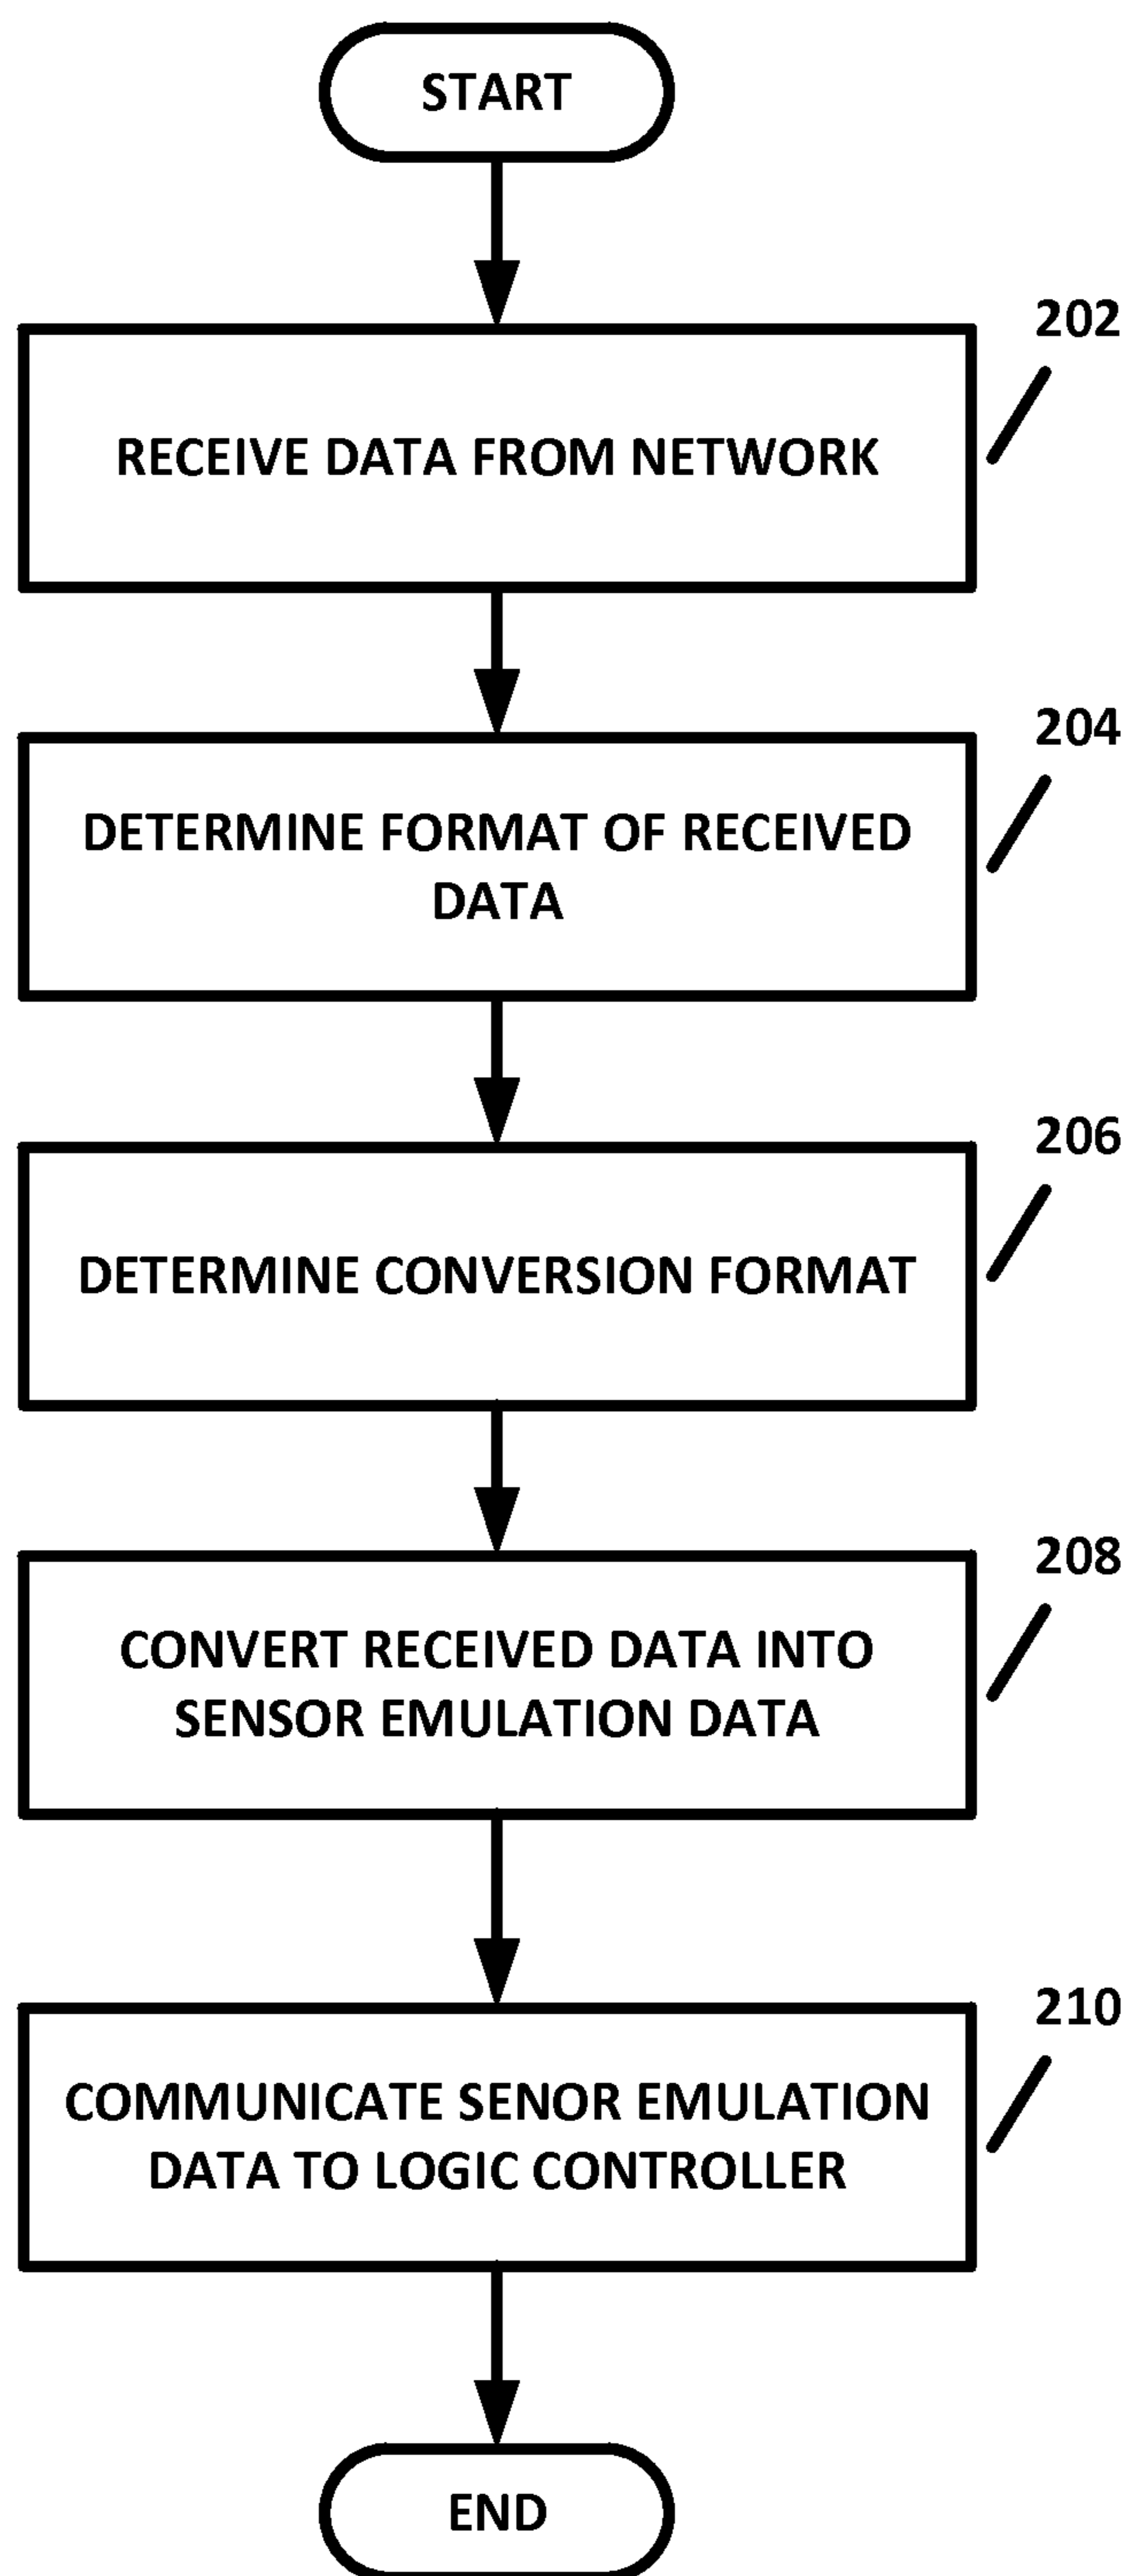 START
202
RECEIVE DATA FROM NETWORK
204
DETERMINE FORMAT OF RECEIVED
DATA
206
DETERMINE CONVERSION FORMAT
208
CONVERT RECEIVED DATA INTO
SENSOR EMULATION DATA
210
COMMUNICATE SENOR EMULATION
DATA TO LOGIC CONTROLLER
END